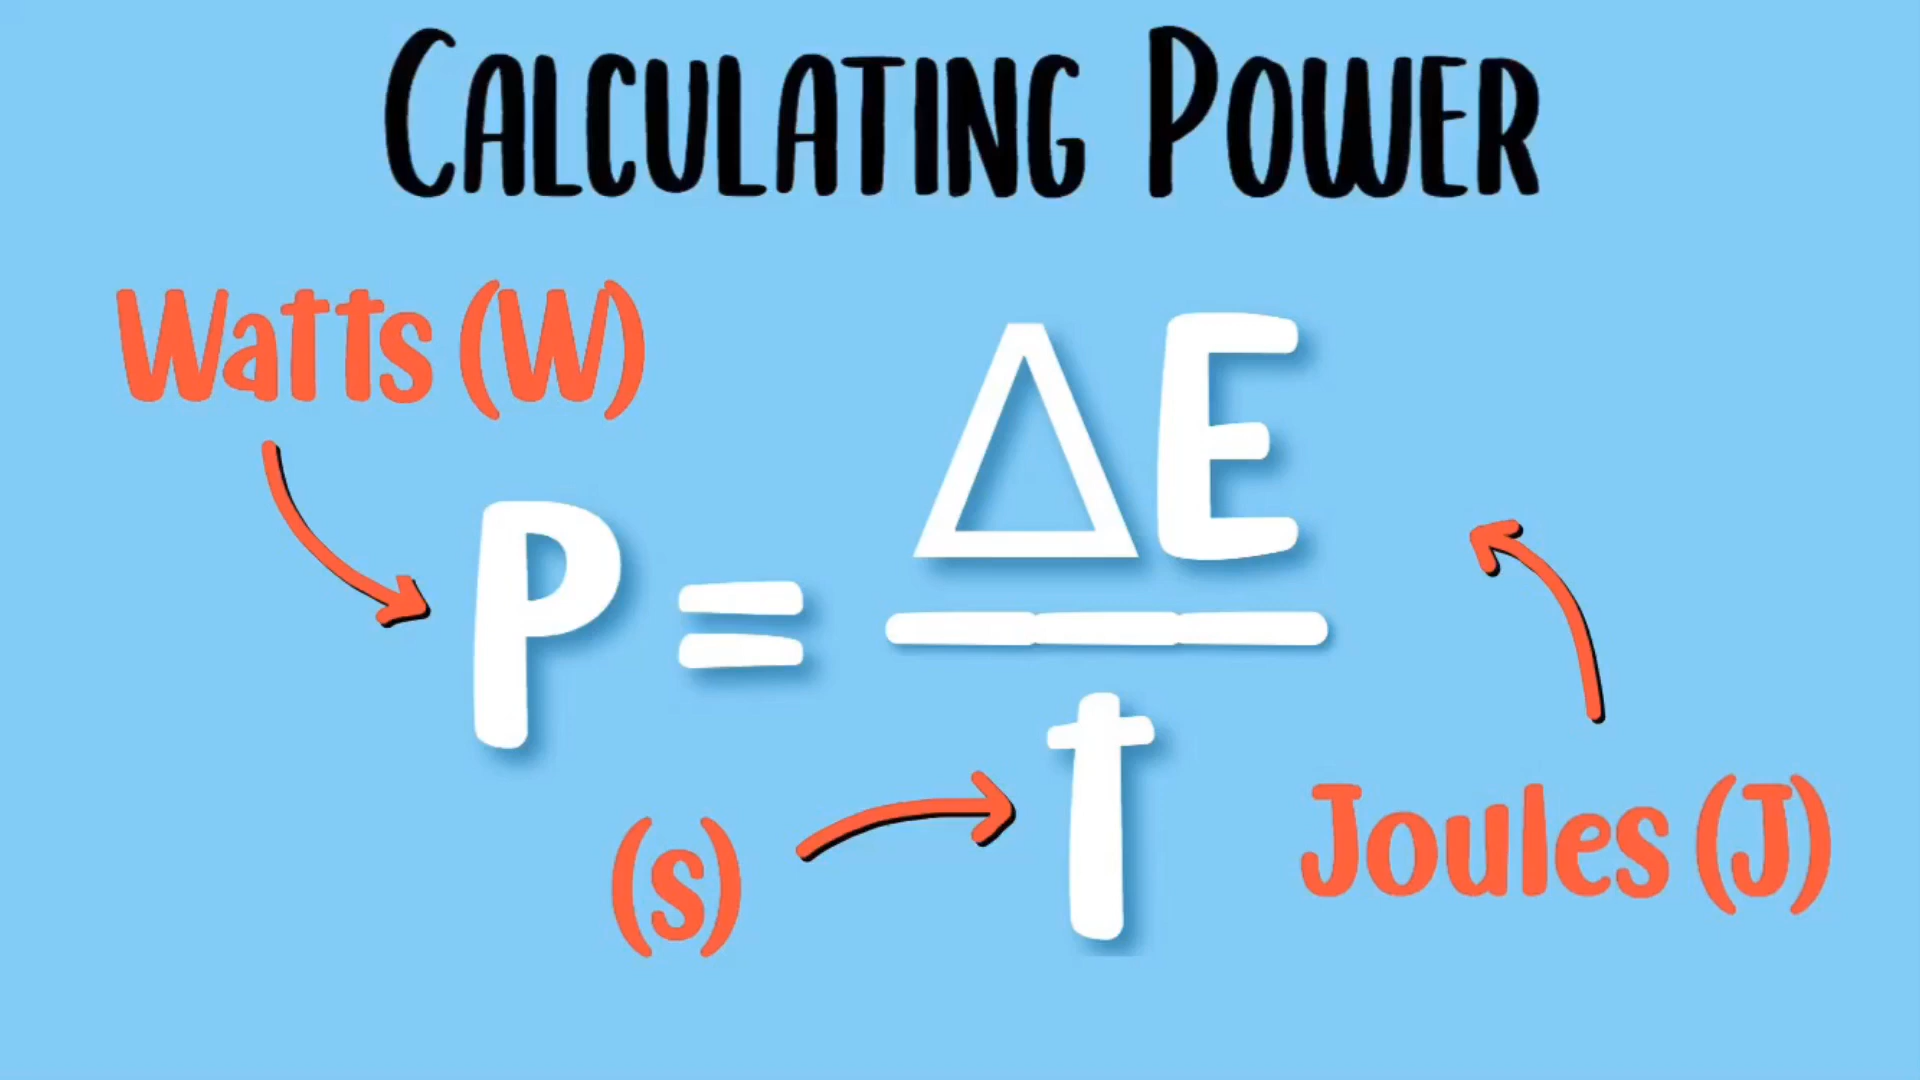 CALCULATING POWER
Watts (W)
P = ΔE
t
(s)
Joules (J)